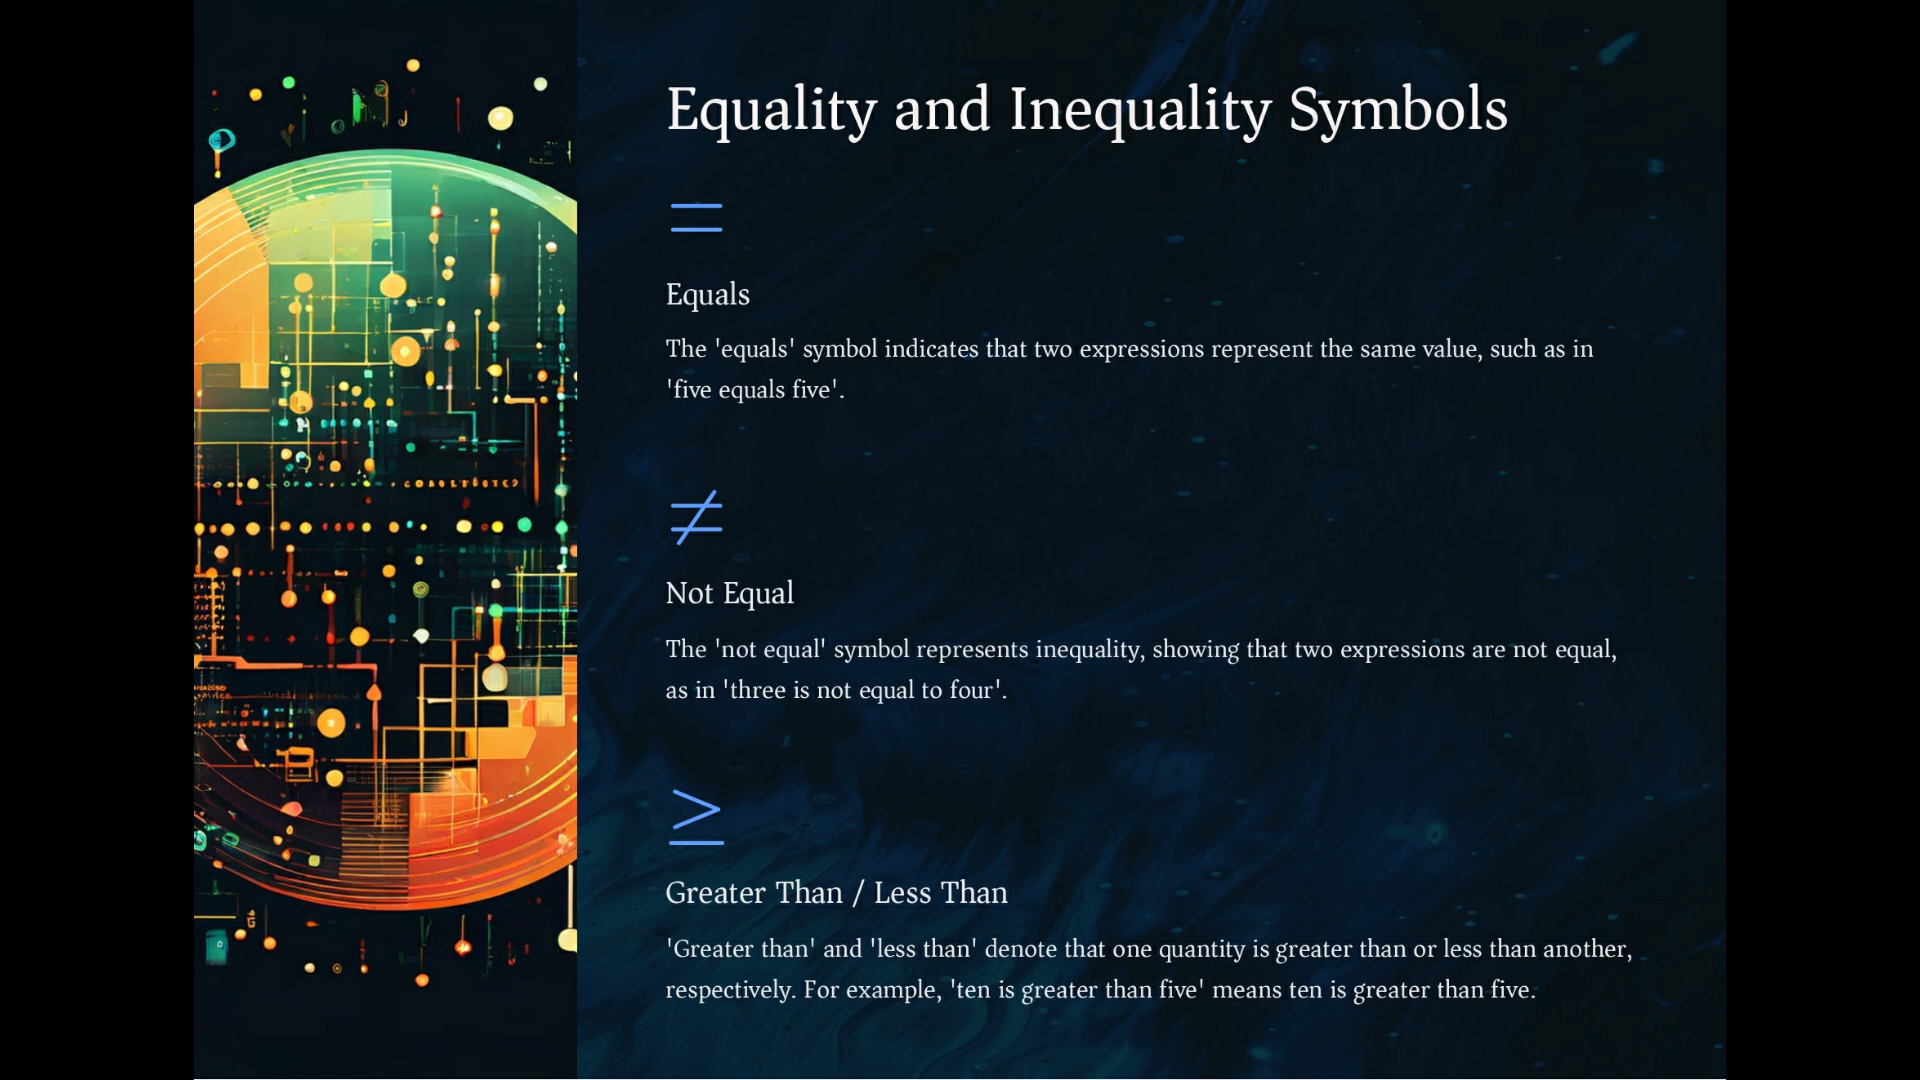 Equality and Inequality Symbols
=
Equals
The 'equals' symbol indicates that two expressions represent the same value, such as in
'five equals five'.
≠
Not Equal
The 'not equal' symbol represents inequality, showing that two expressions are not equal,
as in 'three is not equal to four'.
≥
Greater Than / Less Than
'Greater than' and 'less than' denote that one quantity is greater than or less than another,
respectively. For example, 'ten is greater than five' means ten is greater than five.